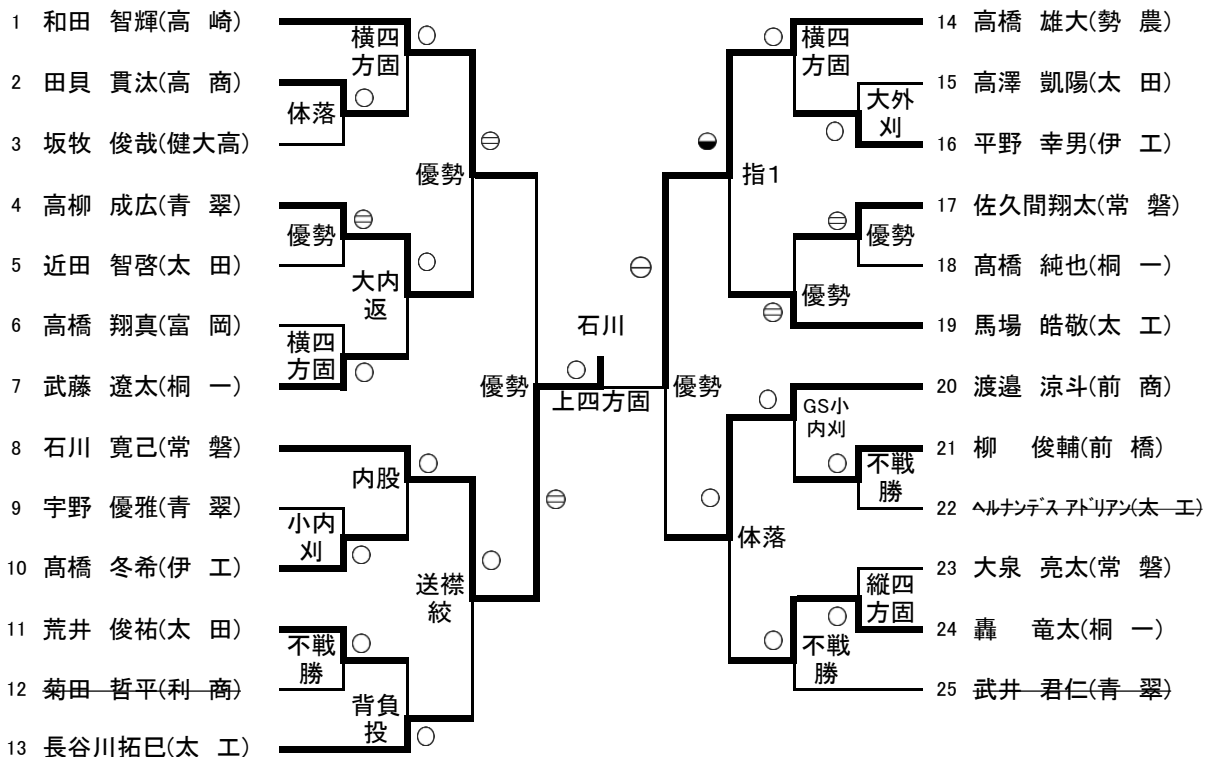 1 和田 智輝(高 崎)
2 田貝 貫汰(高 商)
3 坂牧 俊哉(健大高)
4 高柳 成広(青 翠)
5 近田 智啓(太 田)
6 高橋 翔真(富 岡)
7 武藤 遼太(桐 一)
8 石川 寛己(常 磐)
9 宇野 優雅(青 翠)
10 髙橋 冬希(伊 工)
11 荒井 俊祐(太 田)
12 菊田 哲平(利 商)
13 長谷川拓巳(太 工)
横四
方固
体落
優勢
優勢
大内
返
横四
方固
内股
小内
刈
送襟
絞
不戦
勝
背負
投
優勢
石川
上四方固
優勢
横四
方固
大外
刈
指1
優勢
優勢
GS小
内刈
不戦
勝
体落
縦四
方固
不戦
勝
14 高橋 雄大(勢 農)
15 高澤 凱陽(太 田)
16 平野 幸男(伊 工)
17 佐久間翔太(常 磐)
18 髙橋 純也(桐 一)
19 馬場 皓敬(太 工)
20 渡邉 涼斗(前 商)
21 柳 俊輔(前 橋)
22 ヘルナンデス アドリアン(太 工)
23 大泉 亮太(常 磐)
24 轟 竜太(桐 一)
25 武井 君仁(青 翠)